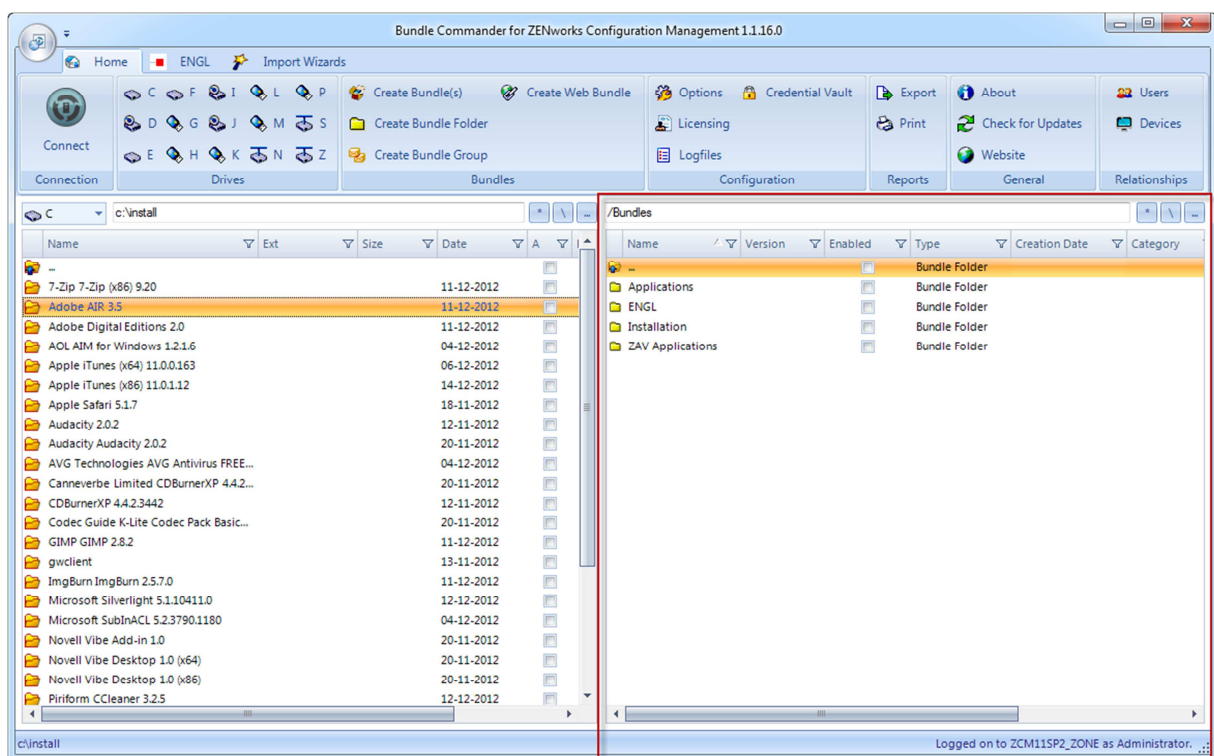 Bundle Commander for ZENworks Configuration Management 1.1.16.0
Home ENGL Import Wizards
C F I L P Create Bundle(s) Create Web Bundle Options Credential Vault Export About Users
D G J M S Create Bundle Folder Licensing Print Check for Updates Devices
Connect
E H K N Z Create Bundle Group Logfiles Website
Connection Drives Bundles Configuration Reports General Relationships
C c:\install * \ ...
Name Ext Size Date A
...
7-Zip 7-Zip (x86) 9.20 11-12-2012
Adobe AIR 3.5 11-12-2012
Adobe Digital Editions 2.0 11-12-2012
AOL AIM for Windows 1.2.1.6 04-12-2012
Apple iTunes (x64) 11.0.0.163 06-12-2012
Apple iTunes (x86) 11.0.1.12 14-12-2012
Apple Safari 5.1.7 18-11-2012
Audacity 2.0.2 12-11-2012
Audacity Audacity 2.0.2 20-11-2012
AVG Technologies AVG Antivirus FREE... 04-12-2012
Canneverbe Limited CDBurnerXP 4.4.2... 20-11-2012
CDBurnerXP 4.4.2.3442 12-11-2012
Codec Guide K-Lite Codec Pack Basic... 20-11-2012
GIMP GIMP 2.8.2 11-12-2012
gwclient 13-11-2012
ImgBurn ImgBurn 2.5.7.0 11-12-2012
Microsoft Silverlight 5.1.10411.0 12-12-2012
Microsoft SubInACL 5.2.3790.1180 04-12-2012
Novell Vibe Add-in 1.0 20-11-2012
Novell Vibe Desktop 1.0 (x64) 20-11-2012
Novell Vibe Desktop 1.0 (x86) 20-11-2012
Piriform CCleaner 3.2.5 12-12-2012
/Bundles * \ ...
Name Version Enabled Type Creation Date Category
... Bundle Folder
Applications Bundle Folder
ENGL Bundle Folder
Installation Bundle Folder
ZAV Applications Bundle Folder
c:\install Logged on to ZCM11SP2_ZONE as Administrator.